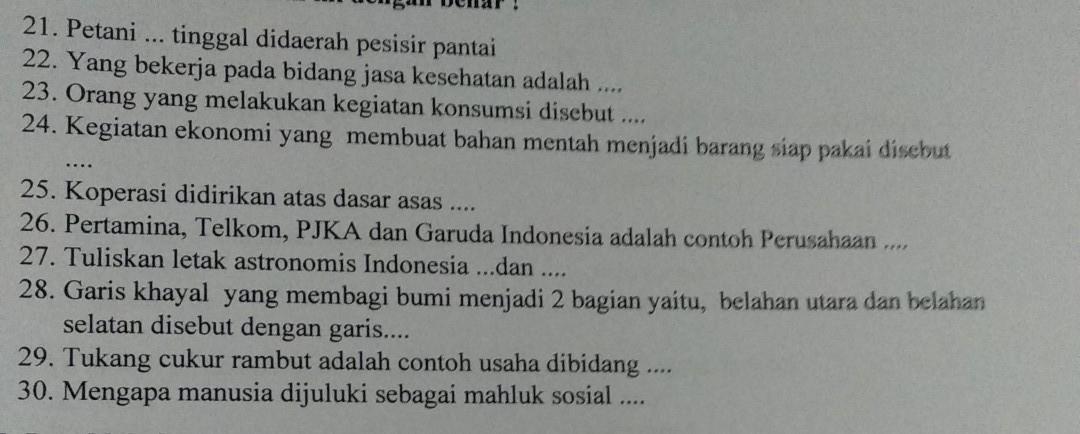 21. Petani ... tinggal didaerah pesisir pantai
22. Yang bekerja pada bidang jasa kesehatan adalah ....
23. Orang yang melakukan kegiatan konsumsi disebut ....
24. Kegiatan ekonomi yang membuat bahan mentah menjadi barang siap pakai disebut
....
25. Koperasi didirikan atas dasar asas ....
26. Pertamina, Telkom, PJKA dan Garuda Indonesia adalah contoh Perusahaan ....
27. Tuliskan letak astronomis Indonesia ...dan ....
28. Garis khayal yang membagi bumi menjadi 2 bagian yaitu, belahan utara dan belahan
selatan disebut dengan garis....
29. Tukang cukur rambut adalah contoh usaha dibidang ....
30. Mengapa manusia dijuluki sebagai mahluk sosial ....